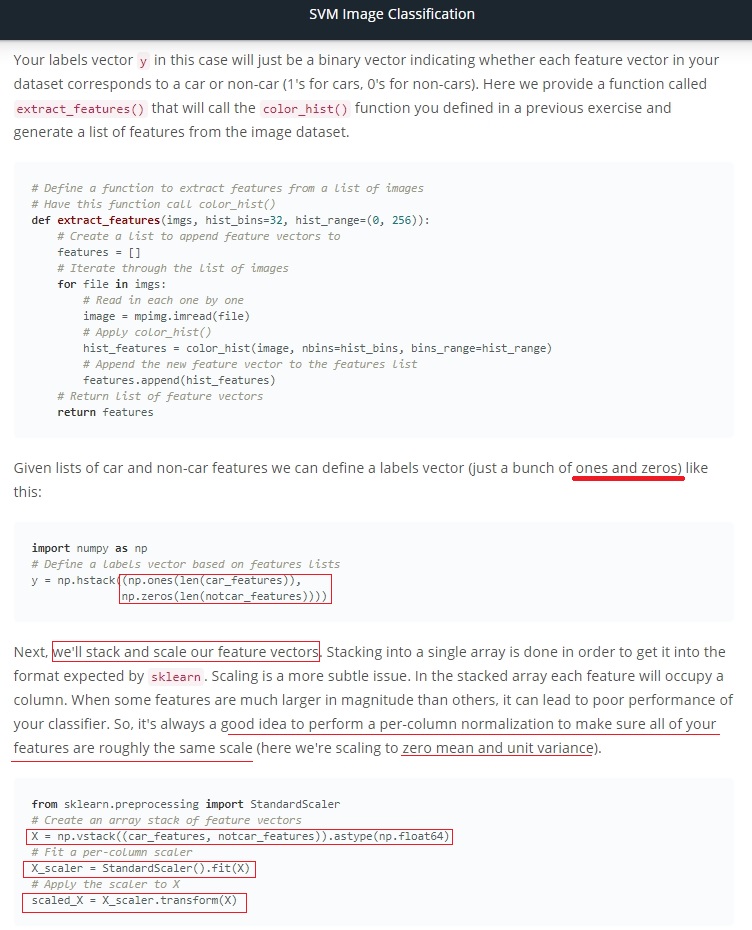 SVM Image Classification
Your labels vector y in this case will just be a binary vector indicating whether each feature vector in your
dataset corresponds to a car or non-car (1's for cars, 0's for non-cars). Here we provide a function called
extract_features() that will call the color_hist() function you defined in a previous exercise and
generate a list of features from the image dataset.
# Define a function to extract features from a list of images
# Have this function call color_hist()
def extract_features(imgs, hist_bins=32, hist_range=(0, 256)):
    # Create a list to append feature vectors to
    features = []
    # Iterate through the list of images
    for file in imgs:
        # Read in each one by one
        image = mpimg.imread(file)
        # Apply color_hist()
        hist_features = color_hist(image, nbins=hist_bins, bins_range=hist_range)
        # Append the new feature vector to the features list
        features.append(hist_features)
    # Return list of feature vectors
    return features
Given lists of car and non-car features we can define a labels vector (just a bunch of ones and zeros) like
this:
import numpy as np
# Define a labels vector based on features lists
y = np.hstack((np.ones(len(car_features)),
              np.zeros(len(notcar_features))))
Next, we'll stack and scale our feature vectors. Stacking into a single array is done in order to get it into the
format expected by sklearn. Scaling is a more subtle issue. In the stacked array each feature will occupy a
column. When some features are much larger in magnitude than others, it can lead to poor performance of
your classifier. So, it's always a good idea to perform a per-column normalization to make sure all of your
features are roughly the same scale (here we're scaling to zero mean and unit variance).
from sklearn.preprocessing import StandardScaler
# Create an array stack of feature vectors
X = np.vstack((car_features, notcar_features)).astype(np.float64)
# Fit a per-column scaler
X_scaler = StandardScaler().fit(X)
# Apply the scaler to X
scaled_X = X_scaler.transform(X)